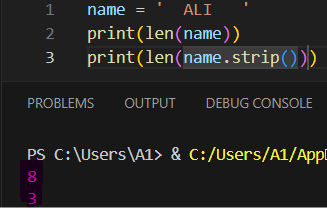 1 name = '  ALI   '
2 print(len(name))
3 print(len(name.strip()))
PROBLEMS OUTPUT DEBUG CONSOLE
PS C:\Users\A1> & C:/Users/A1/App
8
3